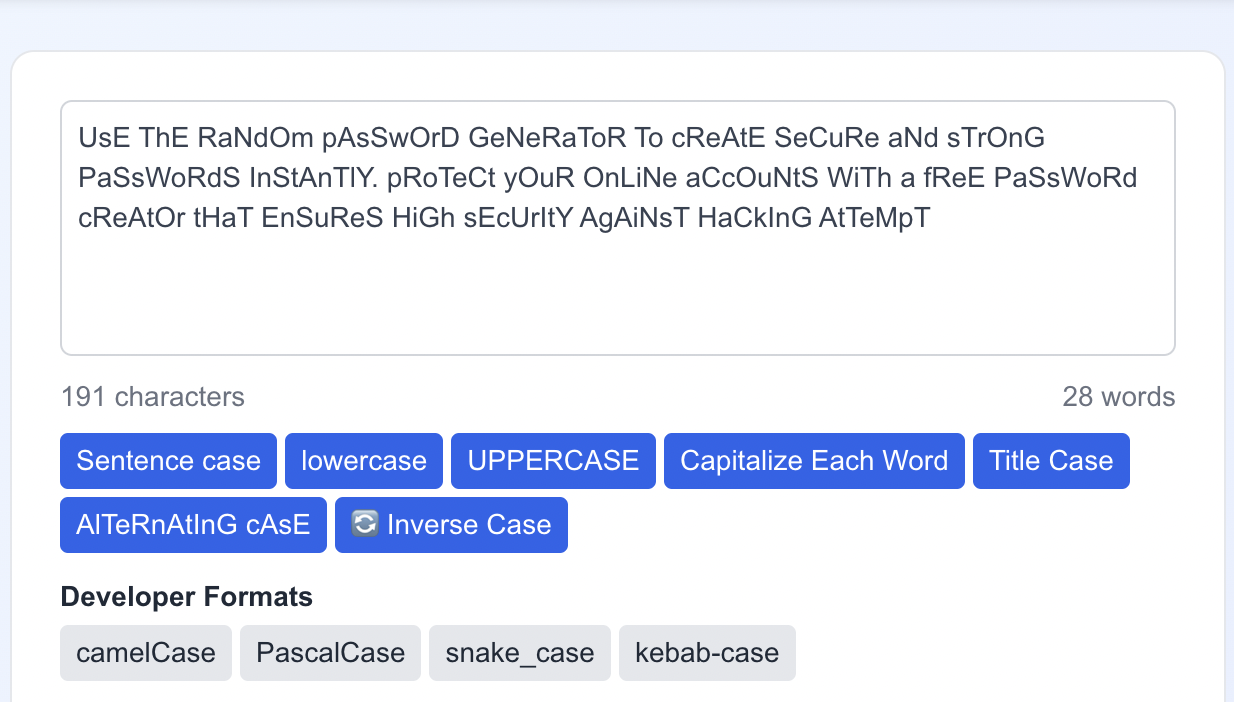 UsE ThE RaNdOm pAsSwOrD GeNeRaToR To cReAtE SeCuRe aNd sTrOnG
PaSsWoRdS InStAnTlY. pRoTeCt yOuR OnLiNe aCcOuNtS WiTh a fReE PaSsWoRd
cReAtOr tHaT EnSuReS HiGh sEcUrItY AgAiNsT HaCkInG AtTeMpT
191 characters 28 words
Sentence case lowercase UPPERCASE Capitalize Each Word Title Case
AlTeRnAtInG cAsE 🔄 Inverse Case
Developer Formats
camelCase PascalCase snake_case kebab-case